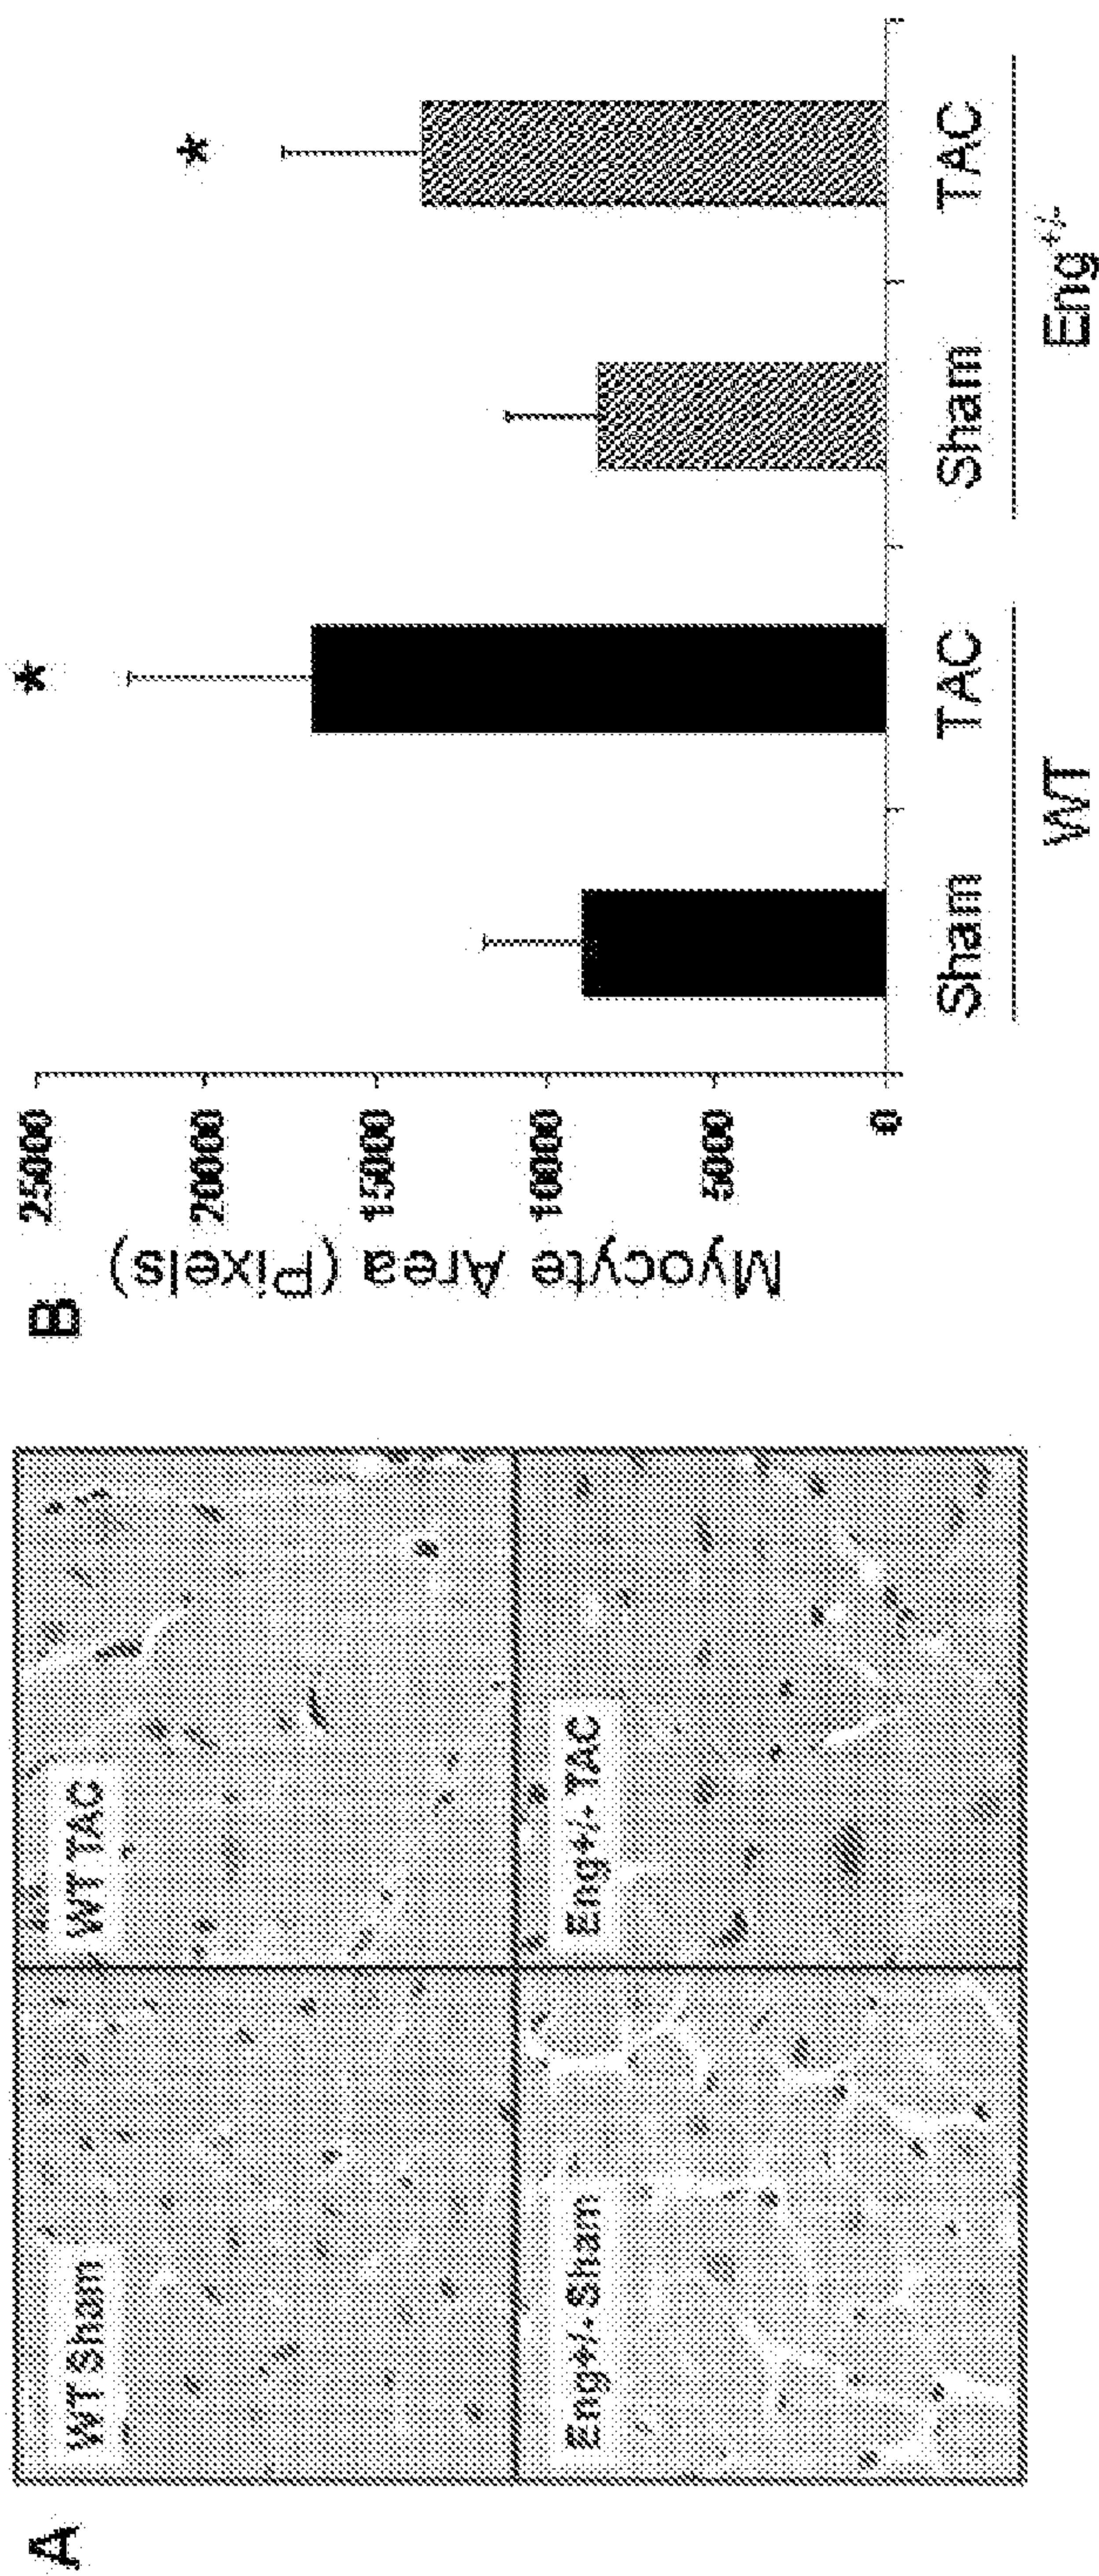 A
WT Sham
WT TAC
Eng+/- Sham
Eng+/- TAC
B
Myocyte Area (Pixels)
25000
20000
15000
10000
5000
0
*
*
Sham
TAC
Sham
TAC
WT
Eng+/-